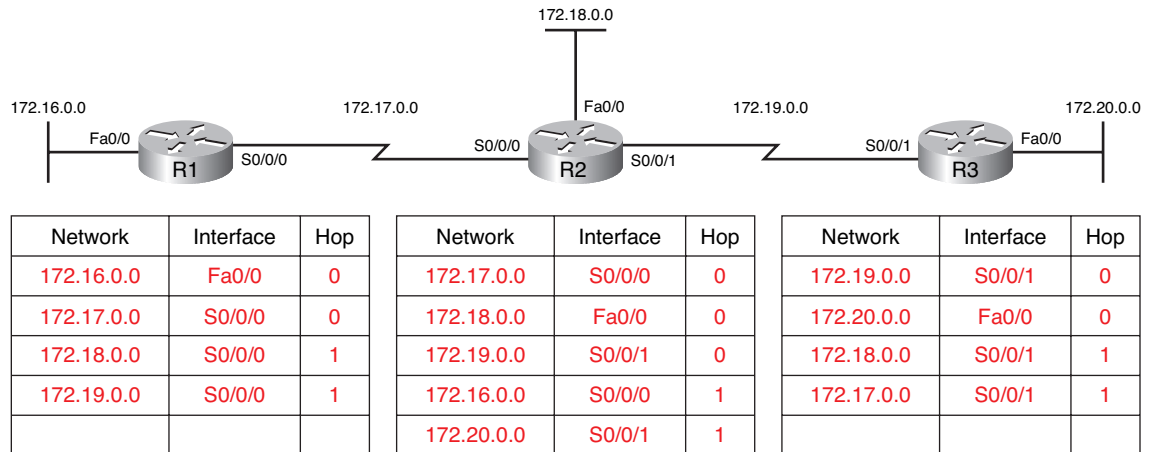 172.18.0.0
172.16.0.0 172.17.0.0 Fa0/0 172.19.0.0 172.20.0.0
Fa0/0 S0/0/0 S0/0/0 S0/0/1 S0/0/1 Fa0/0
R1 R2 R3
Network Interface Hop Network Interface Hop Network Interface Hop
172.16.0.0 Fa0/0 0 172.17.0.0 S0/0/0 0 172.19.0.0 S0/0/1 0
172.17.0.0 S0/0/0 0 172.18.0.0 Fa0/0 0 172.20.0.0 Fa0/0 0
172.18.0.0 S0/0/0 1 172.19.0.0 S0/0/1 0 172.18.0.0 S0/0/1 1
172.19.0.0 S0/0/0 1 172.16.0.0 S0/0/0 1 172.17.0.0 S0/0/1 1
172.20.0.0 S0/0/1 1